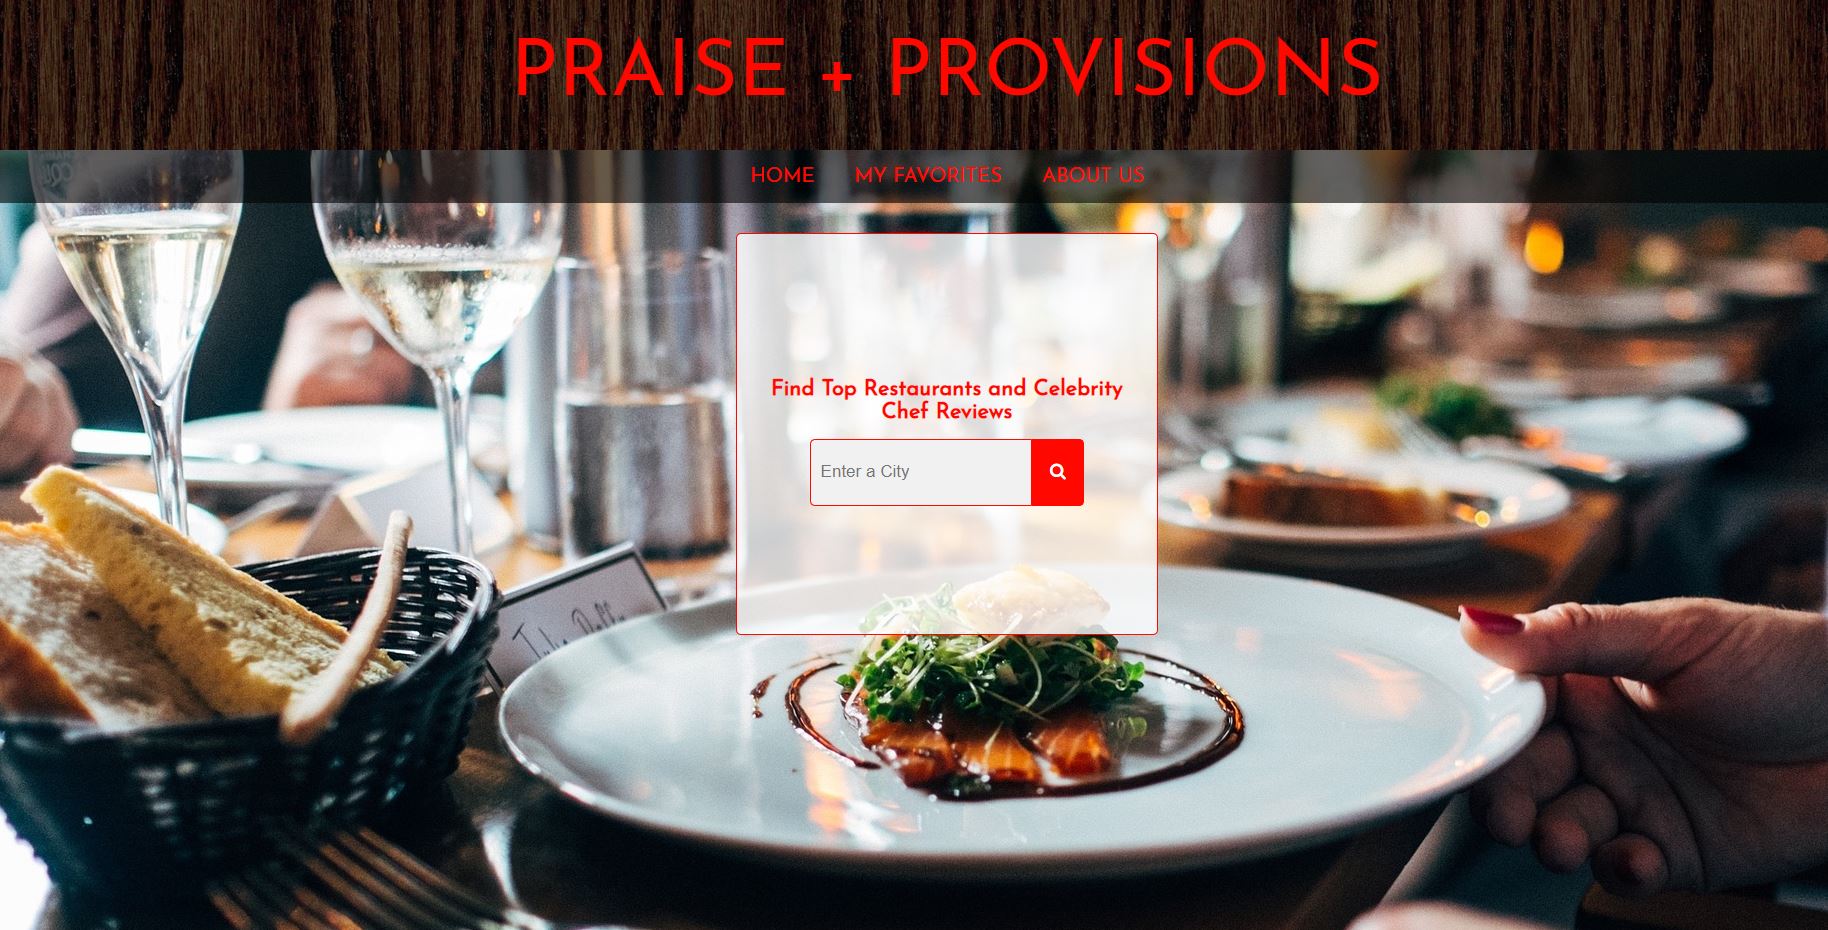 PRAISE + PROVISIONS
HOME MY FAVORITES ABOUT US
Find Top Restaurants and Celebrity
Chef Reviews
Enter a City